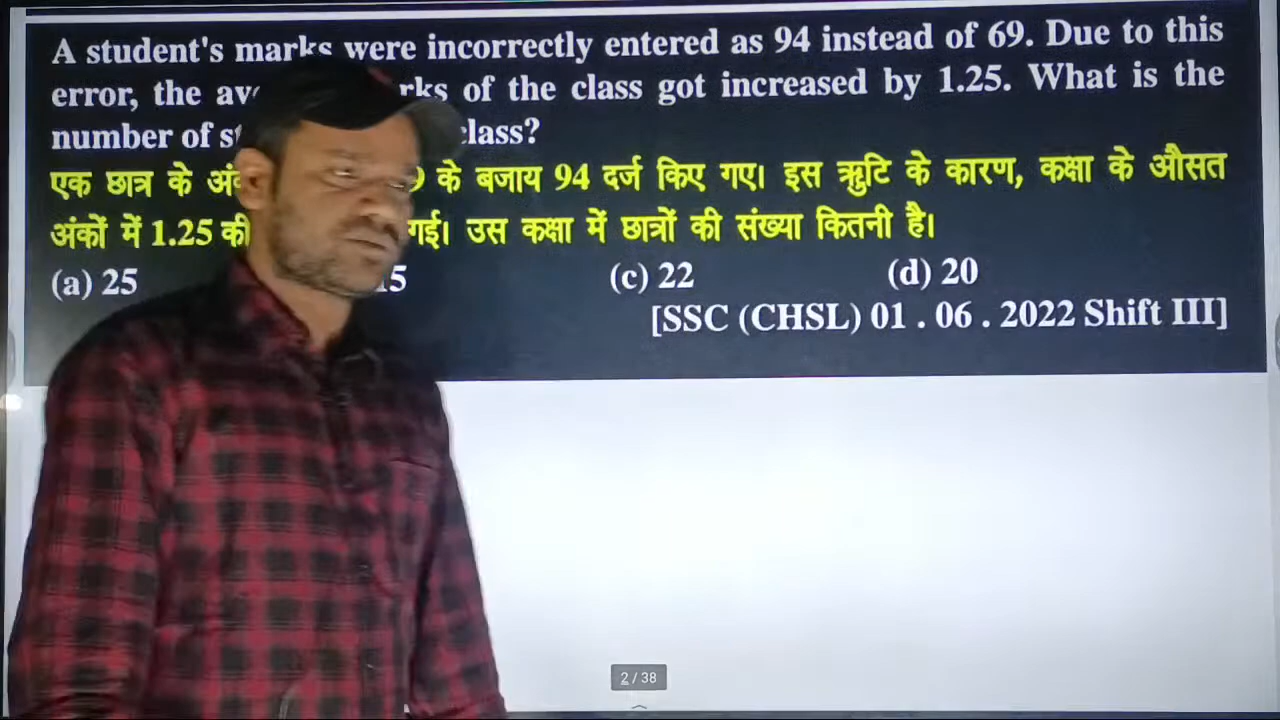 A student's marks were incorrectly entered as 94 instead of 69. Due to this
error, the of the class got increased by 1.25. What is the
number of class?
एक छात्र के के बजाय 94 दर्ज किए गए। इस त्रुटि के कारण, कक्षा के औसत
अंकों में 1.25 की गई। उस कक्षा में छात्रों की संख्या कितनी है।
(a) 25 (c) 22 (d) 20
[SSC (CHSL) 01 . 06 . 2022 Shift III]
2 / 38